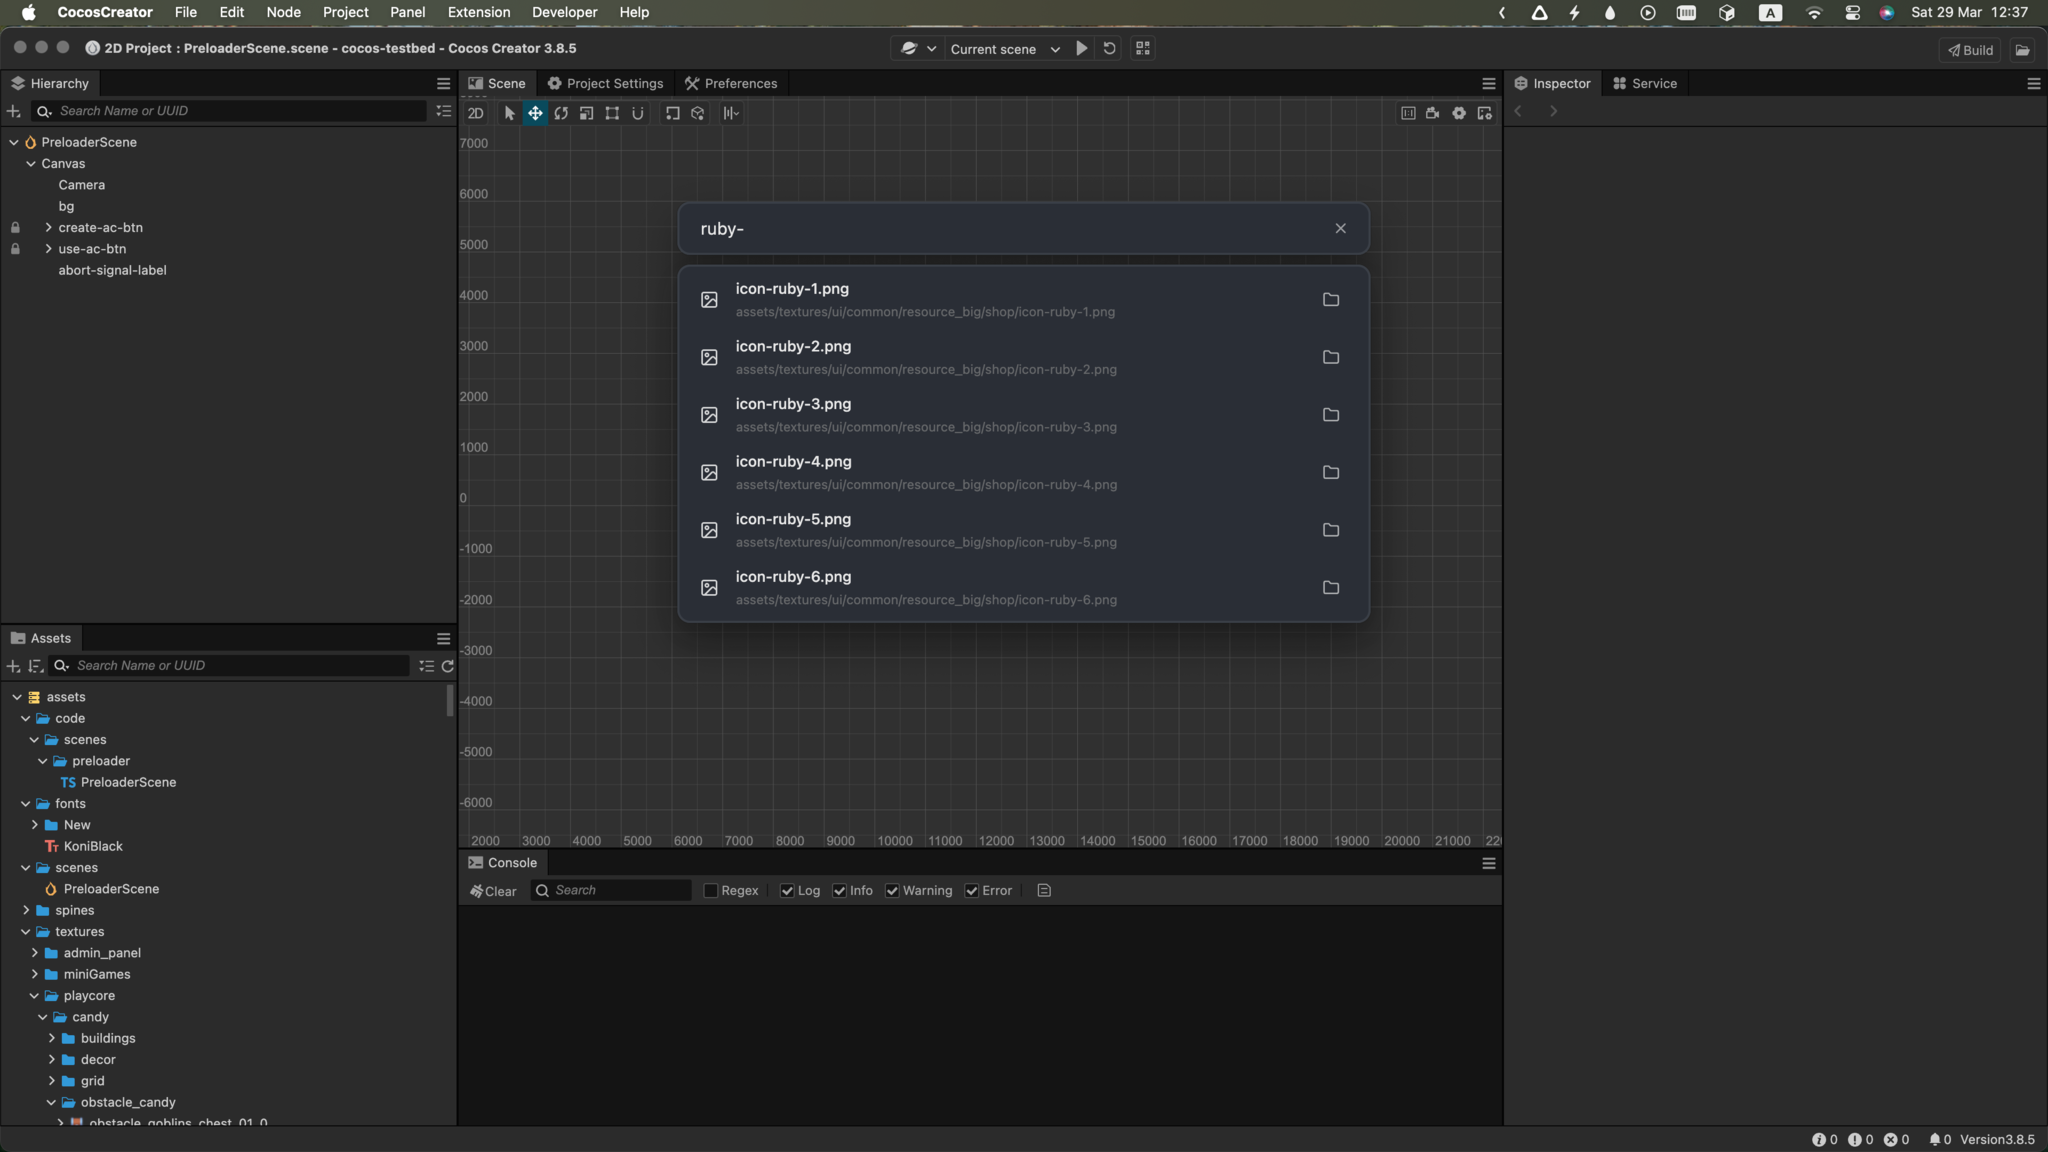 CocosCreator File Edit Node Project Panel Extension Developer Help A Sat 29 Mar 12:37
2D Project : PreloaderScene.scene - cocos-testbed - Cocos Creator 3.8.5 Current scene Build
Hierarchy
Search Name or UUID
PreloaderScene
Canvas
Camera
bg
create-ac-btn
use-ac-btn
abort-signal-label
Assets
Search Name or UUID
assets
code
scenes
preloader
TS PreloaderScene
fonts
New
KoniBlack
scenes
PreloaderScene
spines
textures
admin_panel
miniGames
playcore
candy
buildings
decor
grid
obstacle_candy
obstacle_goblins_chest_01_0
Scene Project Settings Preferences
2D
7000
6000
5000
4000
3000
2000
1000
0
-1000
-2000
-3000
-4000
-5000
-6000
2000 3000 4000 5000 6000 7000 8000 9000 10000 11000 12000 13000 14000 15000 16000 17000 18000 19000 20000 21000
ruby-
icon-ruby-1.png
assets/textures/ui/common/resource_big/shop/icon-ruby-1.png
icon-ruby-2.png
assets/textures/ui/common/resource_big/shop/icon-ruby-2.png
icon-ruby-3.png
assets/textures/ui/common/resource_big/shop/icon-ruby-3.png
icon-ruby-4.png
assets/textures/ui/common/resource_big/shop/icon-ruby-4.png
icon-ruby-5.png
assets/textures/ui/common/resource_big/shop/icon-ruby-5.png
icon-ruby-6.png
assets/textures/ui/common/resource_big/shop/icon-ruby-6.png
Console
Clear Search Regex Log Info Warning Error
Inspector Service
0 0 0 0 Version3.8.5